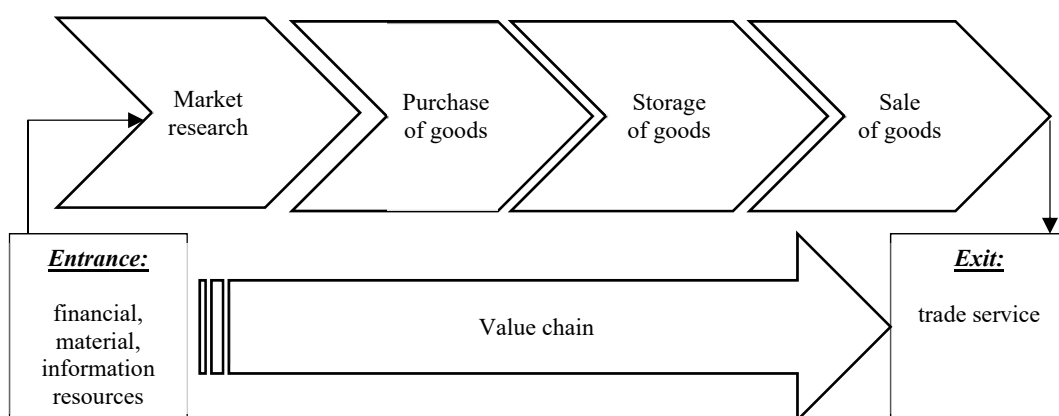 Market
research
Purchase
of goods
Storage
of goods
Sale
of goods
Entrance:
financial,
material,
information
resources
Value chain
Exit:
trade service